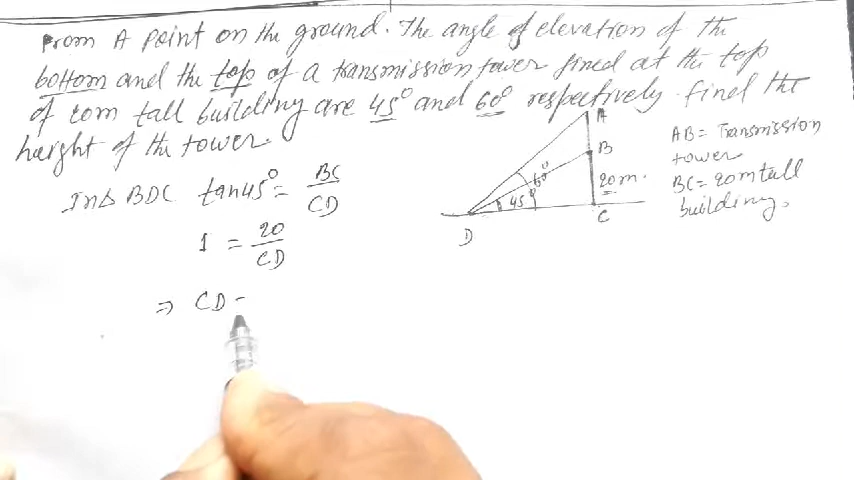 From A point on the ground. The angle of elevation of the
bottom and the top of a transmission tower fined at the top
of 20m tall building are 45° and 60° respectively. find the
height of the tower.
A
B
C
D
20m.
60°
45°
AB = Transmission
tower
BC = 20m tall
building.
In Δ BDC tan45° = BC/CD
1 = 20/CD
⇒ CD =